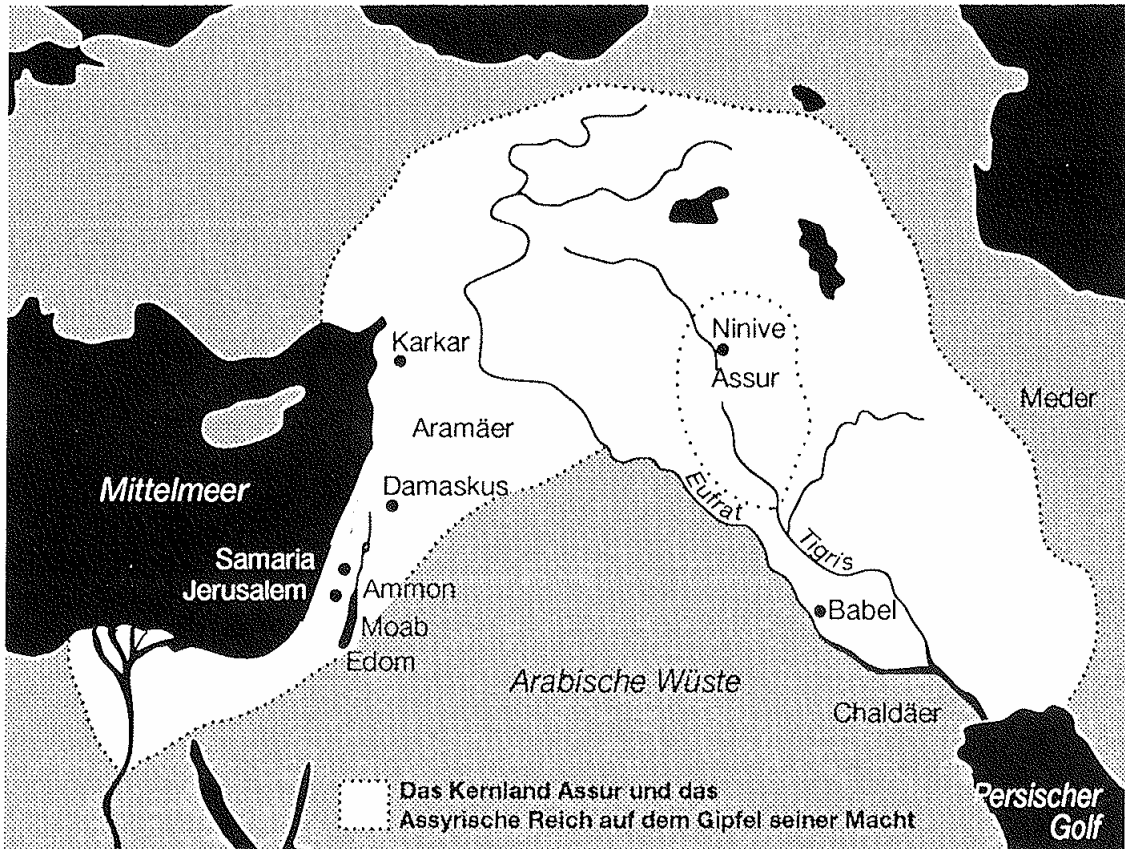 Karkar
Ninive
Assur
Meder
Aramäer
Mittelmeer
Damaskus
Eufrat
Tigris
Samaria
Jerusalem
Ammon
Babel
Moab
Edom
Arabische Wüste
Chaldäer
Das Kernland Assur und das
Assyrische Reich auf dem Gipfel seiner Macht
Persischer
Golf